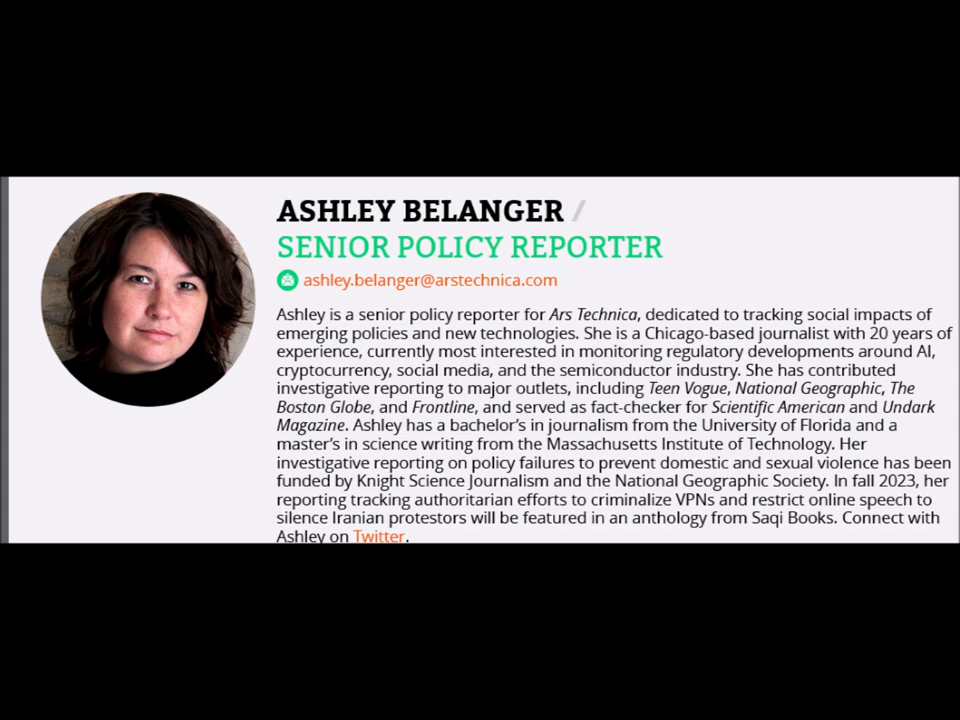 ASHLEY BELANGER /
SENIOR POLICY REPORTER
ashley.belanger@arstechnica.com
Ashley is a senior policy reporter for Ars Technica, dedicated to tracking social impacts of
emerging policies and new technologies. She is a Chicago-based journalist with 20 years of
experience, currently most interested in monitoring regulatory developments around AI,
cryptocurrency, social media, and the semiconductor industry. She has contributed
investigative reporting to major outlets, including Teen Vogue, National Geographic, The
Boston Globe, and Frontline, and served as fact-checker for Scientific American and Undark
Magazine. Ashley has a bachelor’s in journalism from the University of Florida and a
master’s in science writing from the Massachusetts Institute of Technology. Her
investigative reporting on policy failures to prevent domestic and sexual violence has been
funded by Knight Science Journalism and the National Geographic Society. In fall 2023, her
reporting tracking authoritarian efforts to criminalize VPNs and restrict online speech to
silence Iranian protestors will be featured in an anthology from Saqi Books. Connect with
Ashley on Twitter.